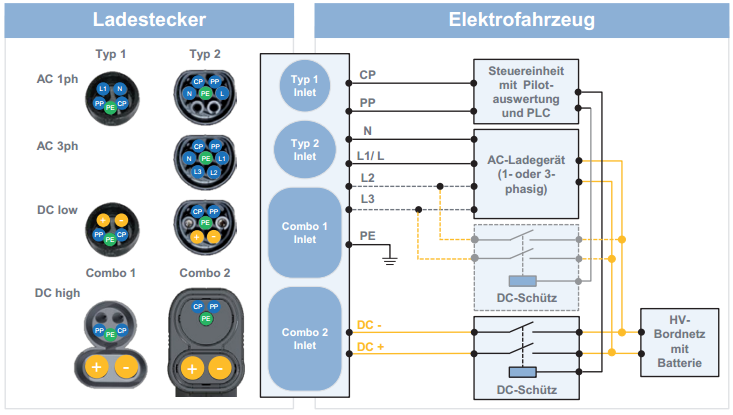 Ladestecker
Elektrofahrzeug
Typ 1
Typ 2
AC 1ph
L1 N
PP PE CP
CP PP
N PE L
AC 3ph
CP PP
N PE L1
L3 L2
DC low
+ -
PP PE CP
CP PP
PE
+ -
Combo 1
Combo 2
DC high
PP PE CP
+ -
CP PP
PE
+ -
Typ 1
Inlet
Typ 2
Inlet
Combo 1
Inlet
Combo 2
Inlet
CP
PP
N
L1/ L
L2
L3
PE
DC -
DC +
Steuereinheit
mit Pilot-
auswertung
und PLC
AC-Ladegerät
(1- oder 3-
phasig)
DC-Schütz
DC-Schütz
HV-
Bordnetz
mit
Batterie